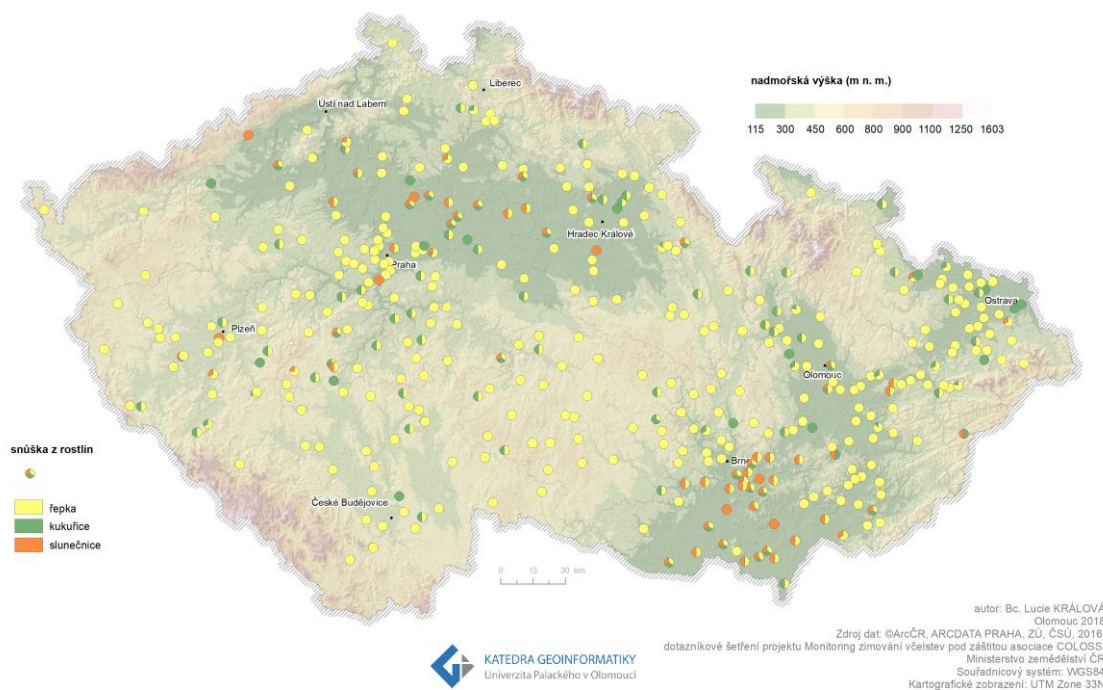 Liberec
nadmořská výška (m n. m.)
Ústí nad Labem
115 300 450 600 800 900 1100 1250 1603
Hradec Králové
Praha
Ostrava
Plzeň
Olomouc
snůška z rostlin
Brno
řepka
České Budějovice
kukuřice
slunečnice
0 15 30 km
autor: Bc. Lucie KRÁLOVÁ
Olomouc 2018
Zdroj dat: ©ArcČR, ARCDATA PRAHA, ZÚ, ČSÚ, 2016,
dotazníkové šetření projektu Monitoring zimování včelstev pod záštitou asociace COLOSS,
Ministerstvo zemědělství ČR
Souřadnicový systém: WGS84
Kartografické zobrazení: UTM Zone 33N
KATEDRA GEOINFORMATIKY
Univerzita Palackého v Olomouci